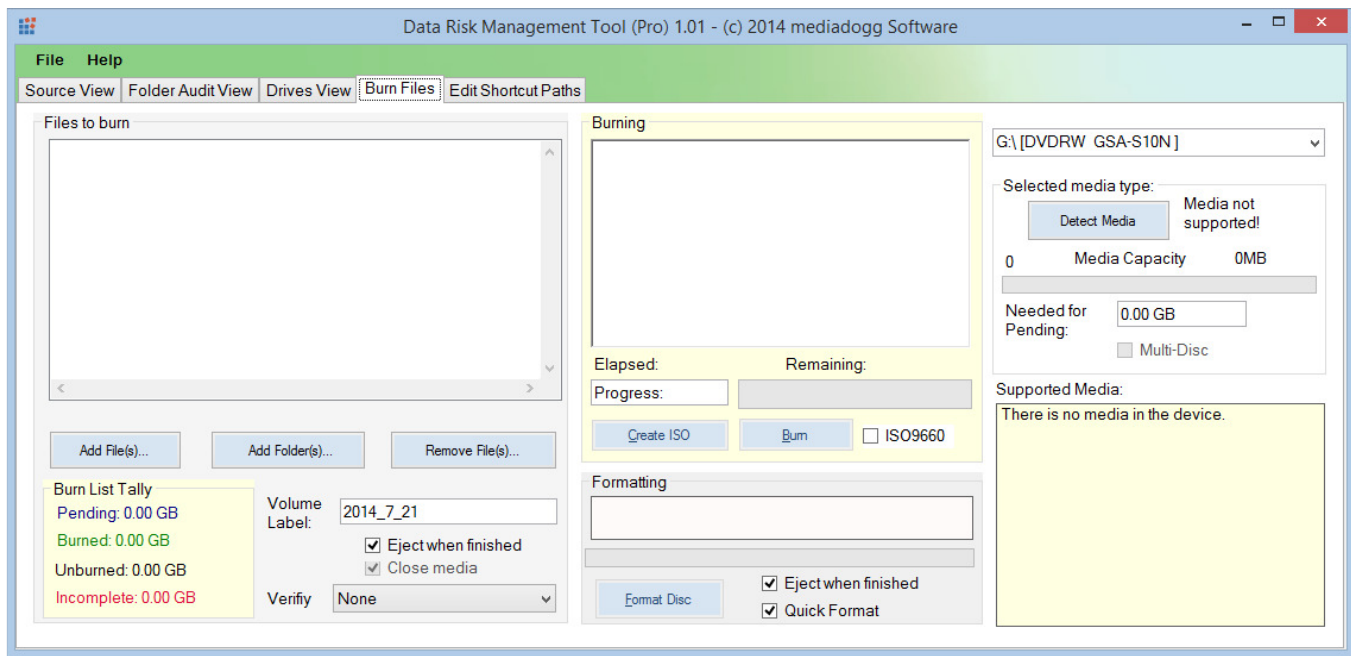 Data Risk Management Tool (Pro) 1.01 - (c) 2014 mediadogg Software
File Help
Source View Folder Audit View Drives View Burn Files Edit Shortcut Paths
Files to burn
Add File(s)... Add Folder(s)... Remove File(s)...
Burn List Tally
Pending: 0.00 GB
Burned: 0.00 GB
Unburned: 0.00 GB
Incomplete: 0.00 GB
Volume
Label:
2014_7_21
Eject when finished
Close media
Verifiy None
Burning
Elapsed: Remaining:
Progress:
Create ISO Burn ISO9660
Formatting
Format Disc
Eject when finished
Quick Format
G:\ [DVDRW GSA-S10N ]
Selected media type:
Detect Media
Media not
supported!
0 Media Capacity 0MB
Needed for
Pending:
0.00 GB
Multi-Disc
Supported Media:
There is no media in the device.